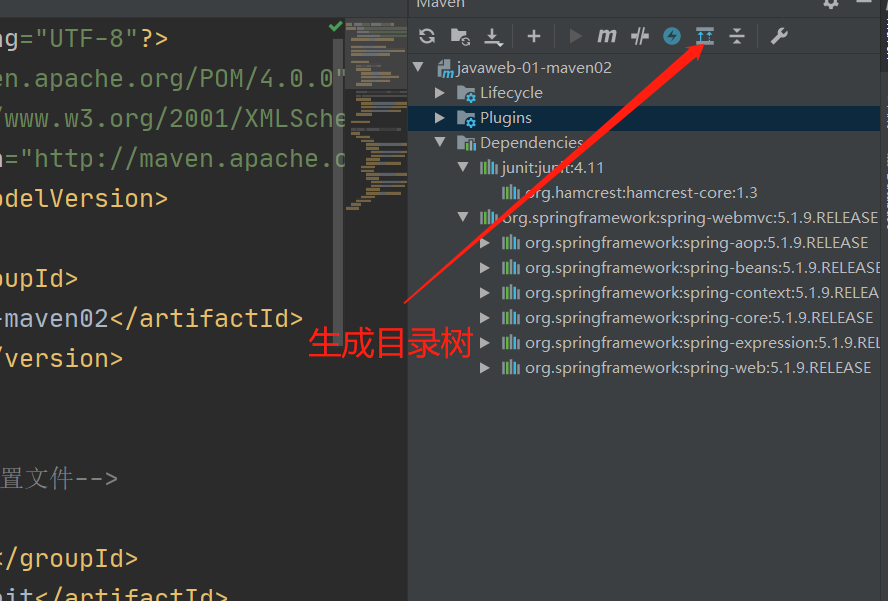 Maven
ng="UTF-8"?>
en.apache.org/POM/4.0.0"
/www.w3.org/2001/XMLSche
n="http://maven.apache.o
odelVersion>
oupId>
-maven02</artifactId>
/version>
置文件-->
</groupId>
nit</artifactId>
生成目录树
javaweb-01-maven02
Lifecycle
Plugins
Dependencies
junit:junit:4.11
org.hamcrest:hamcrest-core:1.3
org.springframework:spring-webmvc:5.1.9.RELEASE
org.springframework:spring-aop:5.1.9.RELEASE
org.springframework:spring-beans:5.1.9.RELEASE
org.springframework:spring-context:5.1.9.RELEA
org.springframework:spring-core:5.1.9.RELEASE
org.springframework:spring-expression:5.1.9.REL
org.springframework:spring-web:5.1.9.RELEASE